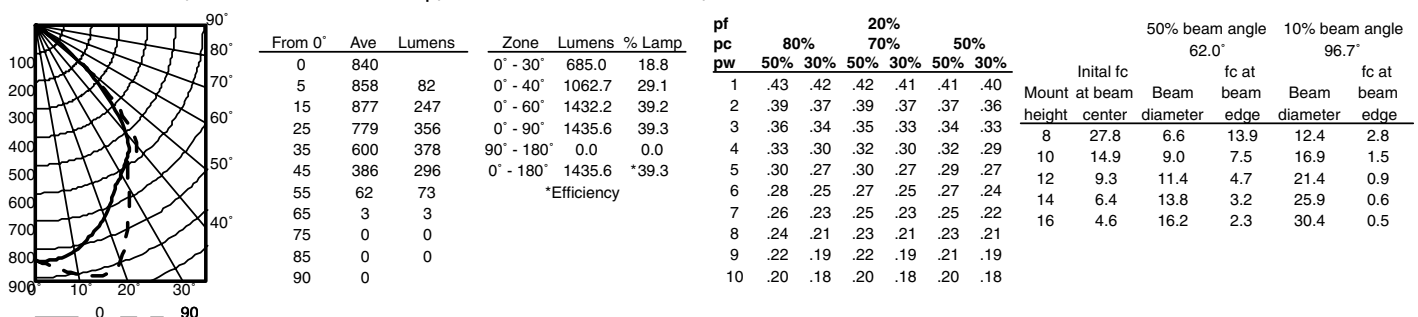 90°
80°
70°
60°
50°
40°
100
200
300
400
500
600
700
800
900
0° 10° 20° 30°
0 90
From 0° Ave Lumens
0 840
5 858 82
15 877 247
25 779 356
35 600 378
45 386 296
55 62 73
65 3 3
75 0 0
85 0 0
90 0
Zone Lumens % Lamp
0° - 30° 685.0 18.8
0° - 40° 1062.7 29.1
0° - 60° 1432.2 39.2
0° - 90° 1435.6 39.3
90° - 180° 0.0 0.0
0° - 180° 1435.6 *39.3
*Efficiency
pf 20%
pc 80% 70% 50%
pw 50% 30% 50% 30% 50% 30%
1 .43 .42 .42 .41 .41 .40
2 .39 .37 .39 .37 .37 .36
3 .36 .34 .35 .33 .34 .33
4 .33 .30 .32 .30 .32 .29
5 .30 .27 .30 .27 .29 .27
6 .28 .25 .27 .25 .27 .24
7 .26 .23 .25 .23 .25 .22
8 .24 .21 .23 .21 .23 .21
9 .22 .19 .22 .19 .21 .19
10 .20 .18 .20 .18 .20 .18
50% beam angle 10% beam angle
62.0° 96.7°
Inital fc fc at fc at
Mount at beam Beam beam Beam beam
height center diameter edge diameter edge
8 27.8 6.6 13.9 12.4 2.8
10 14.9 9.0 7.5 16.9 1.5
12 9.3 11.4 4.7 21.4 0.9
14 6.4 13.8 3.2 25.9 0.6
16 4.6 16.2 2.3 30.4 0.5